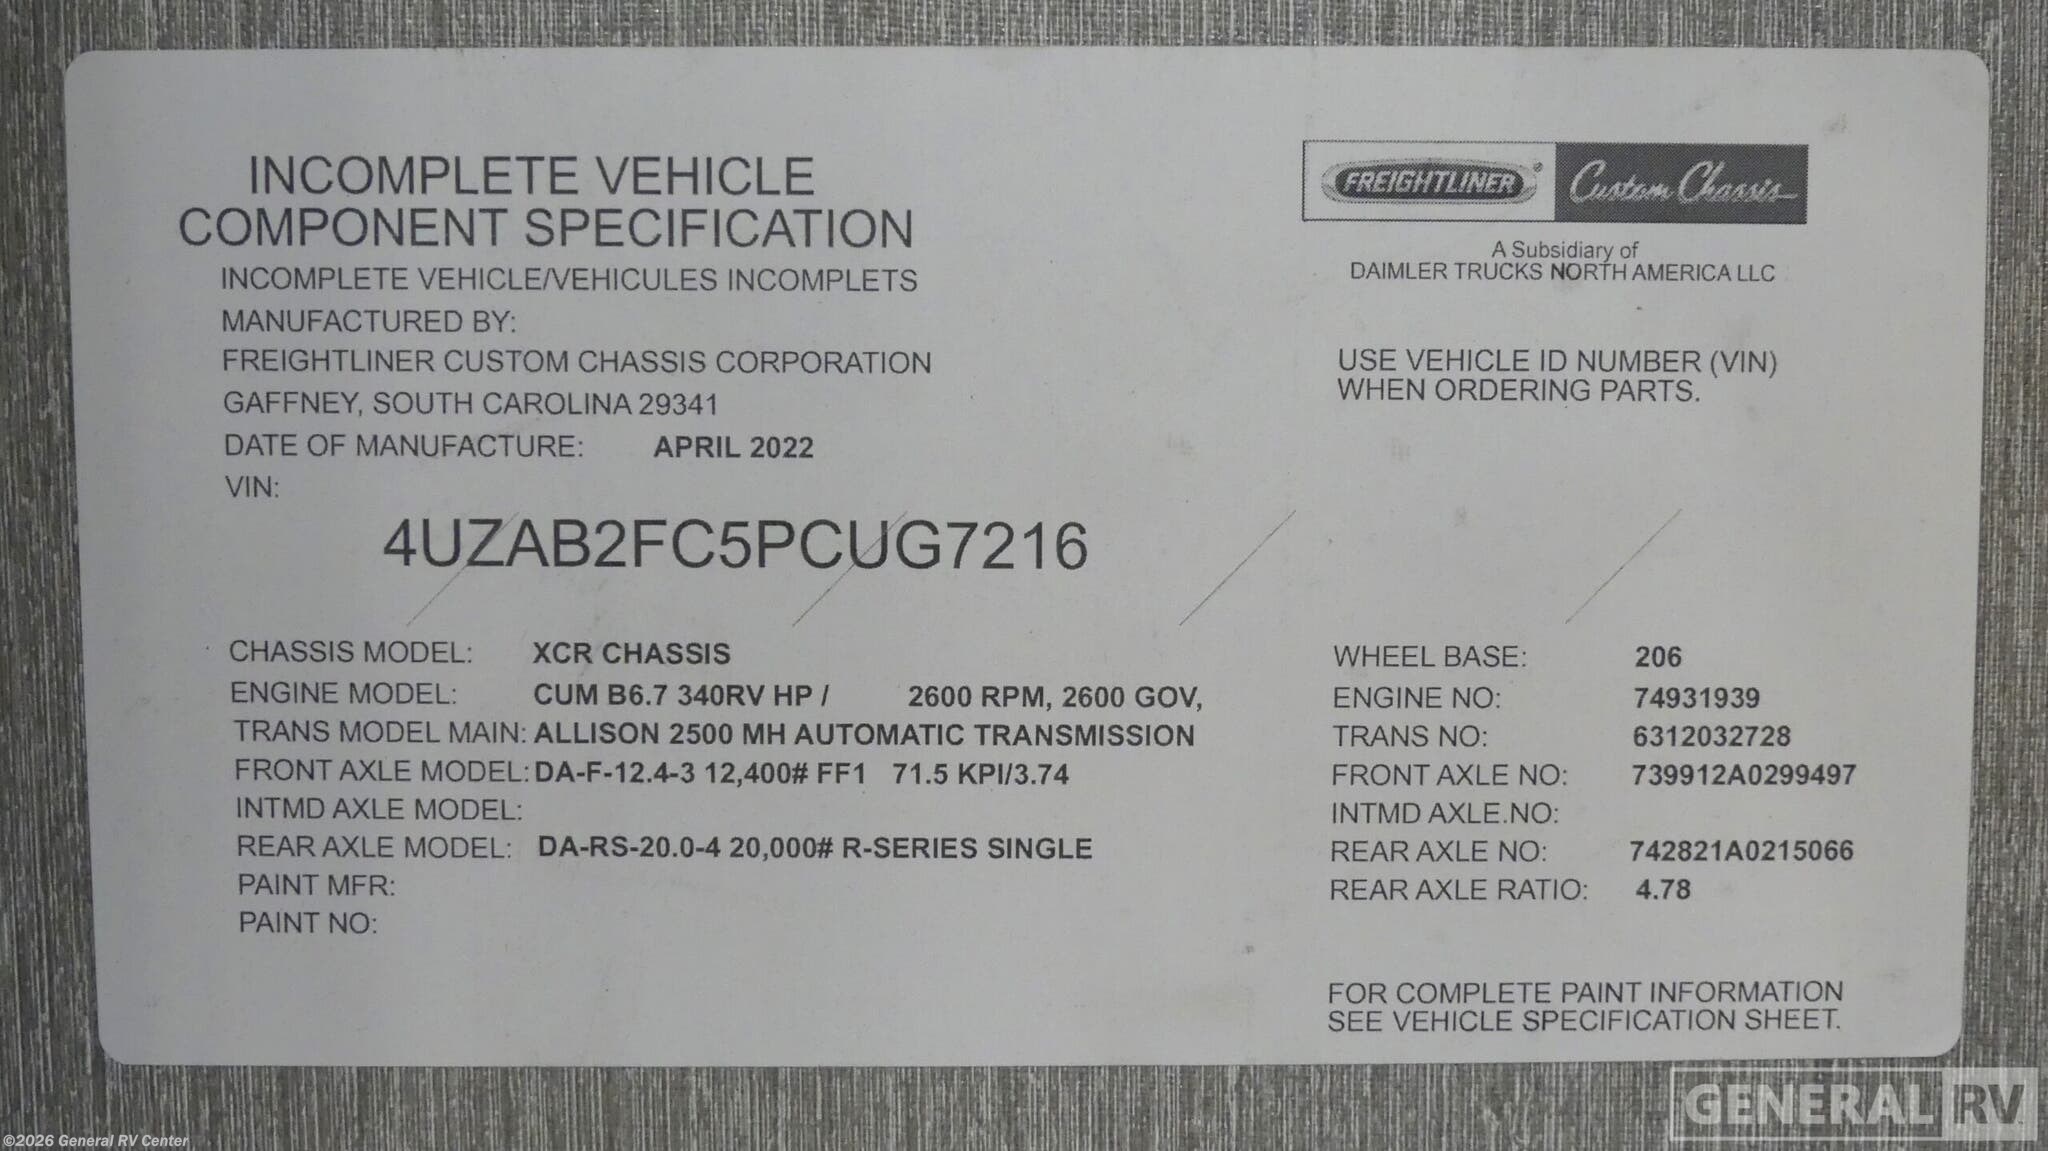 INCOMPLETE VEHICLE
COMPONENT SPECIFICATION
INCOMPLETE VEHICLE/VEHICULES INCOMPLETS
MANUFACTURED BY:
FREIGHTLINER CUSTOM CHASSIS CORPORATION
GAFFNEY, SOUTH CAROLINA 29341
DATE OF MANUFACTURE: APRIL 2022
VIN:
4UZAB2FC5PCUG7216
FREIGHTLINER® Custom Chassis
A Subsidiary of
DAIMLER TRUCKS NORTH AMERICA LLC
USE VEHICLE ID NUMBER (VIN)
WHEN ORDERING PARTS.
CHASSIS MODEL: XCR CHASSIS
ENGINE MODEL: CUM B6.7 340RV HP / 2600 RPM, 2600 GOV,
TRANS MODEL MAIN: ALLISON 2500 MH AUTOMATIC TRANSMISSION
FRONT AXLE MODEL: DA-F-12.4-3 12,400# FF1 71.5 KPI/3.74
INTMD AXLE MODEL:
REAR AXLE MODEL: DA-RS-20.0-4 20,000# R-SERIES SINGLE
PAINT MFR:
PAINT NO:
WHEEL BASE: 206
ENGINE NO: 74931939
TRANS NO: 6312032728
FRONT AXLE NO: 739912A0299497
INTMD AXLE.NO:
REAR AXLE NO: 742821A0215066
REAR AXLE RATIO: 4.78
FOR COMPLETE PAINT INFORMATION
SEE VEHICLE SPECIFICATION SHEET.
GENERAL RV
©2026 General RV Center